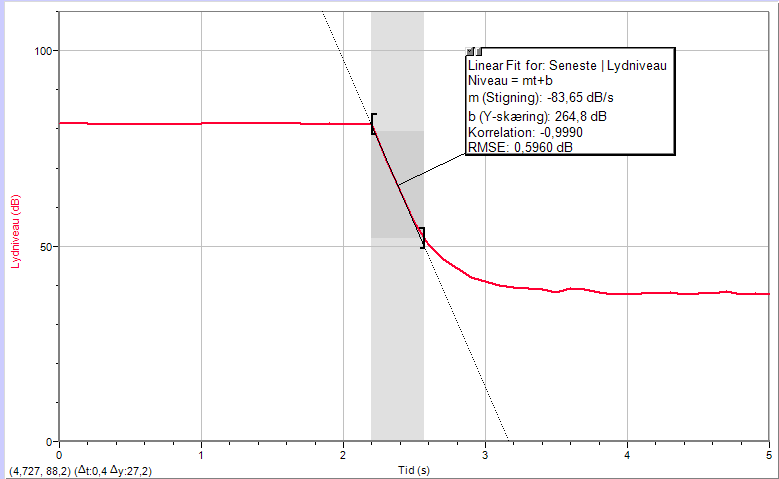 100
Linear Fit for: Seneste | Lydniveau
Niveau = mt+b
m (Stigning): -83,65 dB/s
b (Y-skæring): 264,8 dB
Korrelation: -0,9990
RMSE: 0,5960 dB
Lydniveau (dB)
50
0
0 1 2 3 4 5
(4,727, 88,2) (Δt:0,4 Δy:27,2)
Tid (s)